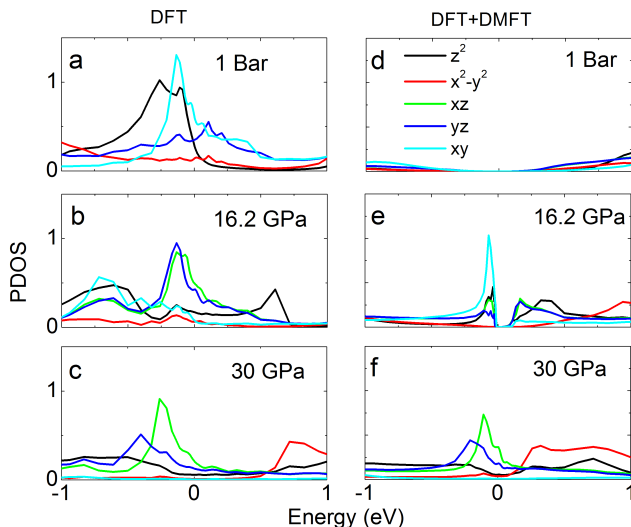 DFT
DFT+DMFT
a
1 Bar
1
0
PDOS
b
16.2 GPa
1
0
c
30 GPa
1
0
-1
0
1
d
1 Bar
z²
x²-y²
xz
yz
xy
e
16.2 GPa
f
30 GPa
-1
0
1
Energy (eV)